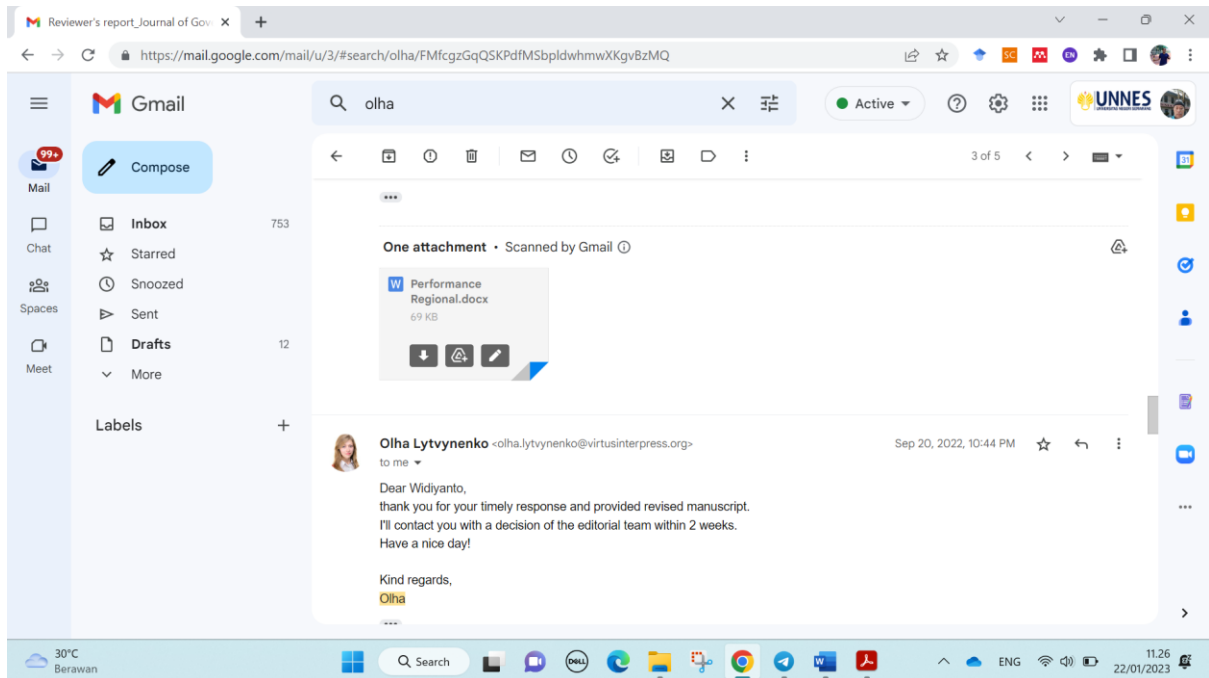 Reviewer's report_Journal of Gov
https://mail.google.com/mail/u/3/#search/olha/FMfcgzGqQSKPdfMSbpldwhmwXKgvBzMQ
SC
EN
Gmail
olha
Active
UNNES
99+
Mail
Compose
3 of 5
31
Chat
Inbox 753
Starred
One attachment • Scanned by Gmail
Spaces
Snoozed
W Performance
Regional.docx
69 KB
Sent
Meet
Drafts 12
More
Labels
Olha Lytvynenko <olha.lytvynenko@virtusinterpress.org> Sep 20, 2022, 10:44 PM
to me
Dear Widiyanto,
thank you for your timely response and provided revised manuscript.
I'll contact you with a decision of the editorial team within 2 weeks.
Have a nice day!
Kind regards,
Olha
30°C
Berawan
Search
DELL
ENG
11.26
22/01/2023